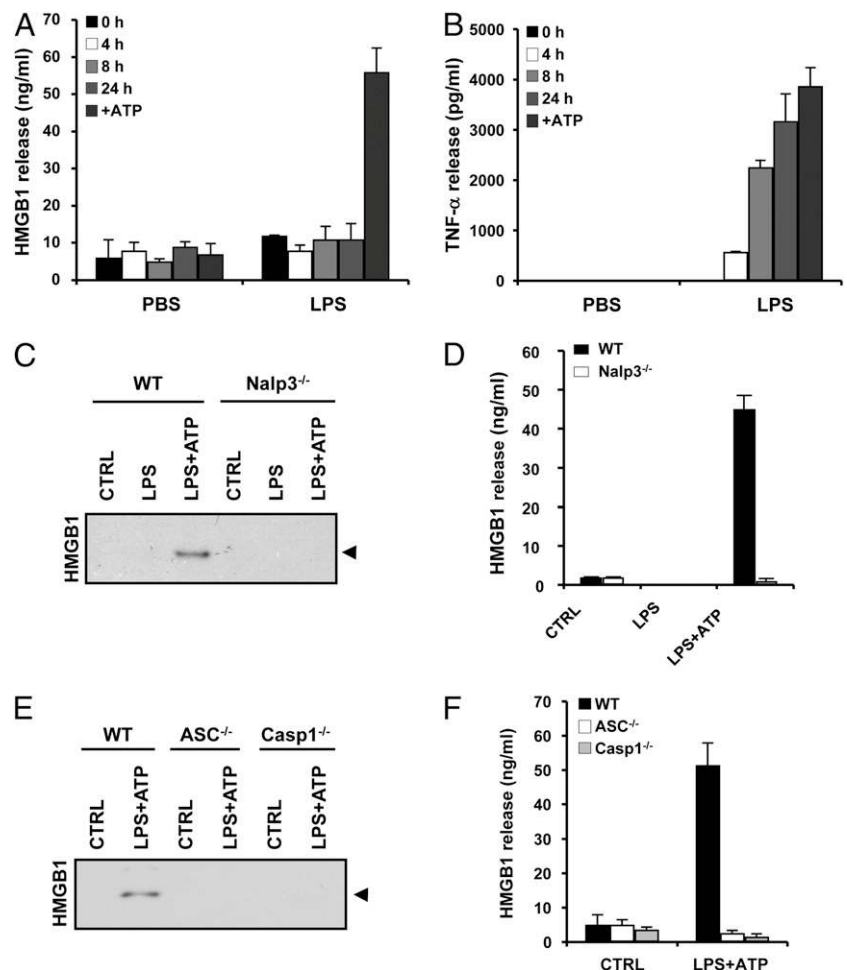 A
HMGB1 release (ng/ml)
70
60
50
40
30
20
10
0
0 h
4 h
8 h
24 h
+ATP
PBS
LPS
B
TNF-α release (pg/ml)
5000
4000
3000
2000
1000
0
0 h
4 h
8 h
24 h
+ATP
PBS
LPS
C
WT
Nalp3-/-
CTRL
LPS
LPS+ATP
CTRL
LPS
LPS+ATP
HMGB1
D
HMGB1 release (ng/ml)
60
50
40
30
20
10
0
WT
Nalp3-/-
CTRL
LPS
LPS+ATP
E
WT
ASC-/-
Casp1-/-
CTRL
LPS+ATP
CTRL
LPS+ATP
CTRL
LPS+ATP
HMGB1
F
HMGB1 release (ng/ml)
70
60
50
40
30
20
10
0
WT
ASC-/-
Casp1-/-
CTRL
LPS+ATP